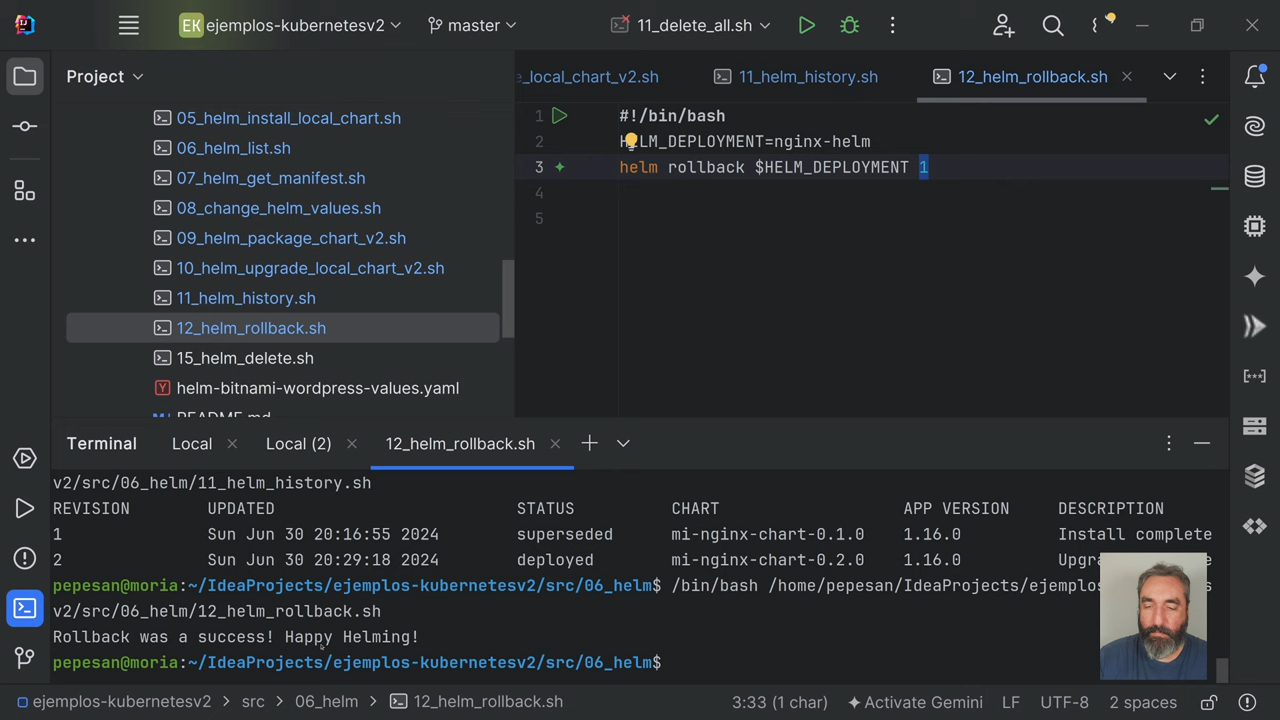 EK ejemplos-kubernetesv2 master 11_delete_all.sh
Project
05_helm_install_local_chart.sh
06_helm_list.sh
07_helm_get_manifest.sh
08_change_helm_values.sh
09_helm_package_chart_v2.sh
10_helm_upgrade_local_chart_v2.sh
11_helm_history.sh
12_helm_rollback.sh
15_helm_delete.sh
helm-bitnami-wordpress-values.yaml
README.md
_local_chart_v2.sh 11_helm_history.sh 12_helm_rollback.sh
1 #!/bin/bash
2 HELM_DEPLOYMENT=nginx-helm
3 helm rollback $HELM_DEPLOYMENT 1
4
5
Terminal Local Local (2) 12_helm_rollback.sh
v2/src/06_helm/11_helm_history.sh
REVISION UPDATED STATUS CHART APP VERSION DESCRIPTION
1 Sun Jun 30 20:16:55 2024 superseded mi-nginx-chart-0.1.0 1.16.0 Install complete
2 Sun Jun 30 20:29:18 2024 deployed mi-nginx-chart-0.2.0 1.16.0
pepesan@moria:~/IdeaProjects/ejemplos-kubernetesv2/src/06_helm$ /bin/bash /home/pepesan/IdeaProjects/ejemplos
v2/src/06_helm/12_helm_rollback.sh
Rollback was a success! Happy Helming!
pepesan@moria:~/IdeaProjects/ejemplos-kubernetesv2/src/06_helm$
ejemplos-kubernetesv2 > src > 06_helm > 12_helm_rollback.sh 3:33 (1 char) Activate Gemini LF UTF-8 2 spaces